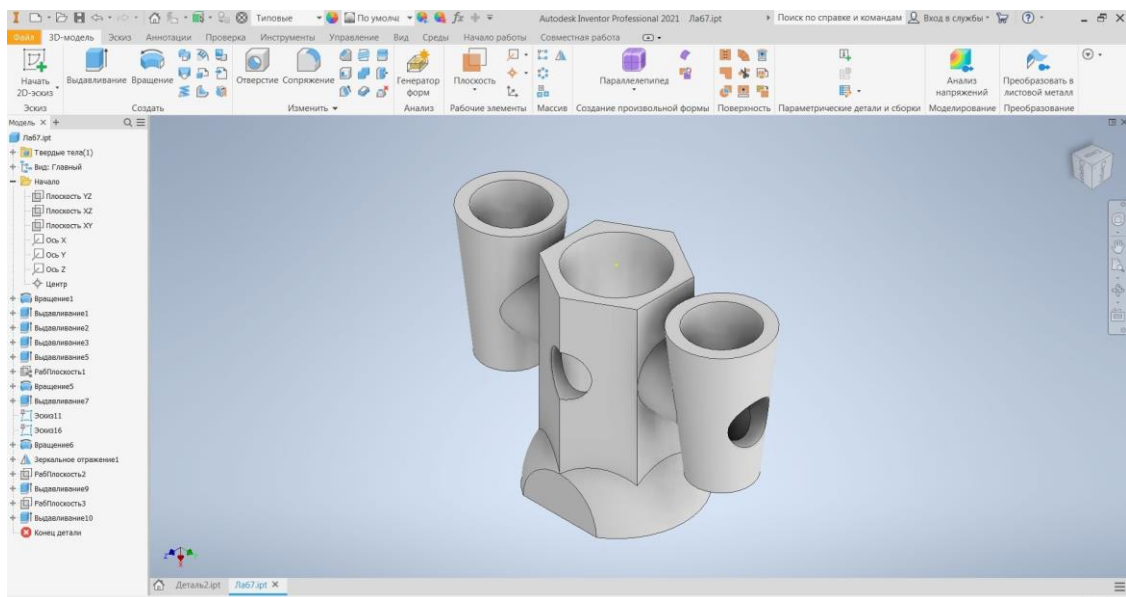 Типовые
По умолч
Autodesk Inventor Professional 2021 Лаб7.ipt
Поиск по справке и командам
Вход в службы
Файл 3D-модель Эскиз Аннотации Проверка Инструменты Управление Вид Среды Начало работы Совместная работа
Начать 2D-эскиз
Выдавливание Вращение
Отверстие Сопряжение
Генератор форм
Плоскость
Параллелепипед
Анализ напряжений
Преобразовать в листовой металл
Эскиз Создать Изменить Анализ Рабочие элементы Массив Создание произвольной формы Поверхность Параметрические детали и сборки Моделирование Преобразование
Модель
Лаб7.ipt
Твердые тела(1)
Вид: Главный
Начало
Плоскость YZ
Плоскость XZ
Плоскость XY
Ось X
Ось Y
Ось Z
Центр
Вращение1
Выдавливание1
Выдавливание2
Выдавливание3
Выдавливание5
РабПлоскость1
Вращение5
Выдавливание7
Эскиз11
Эскиз16
Вращение6
Зеркальное отражение1
РабПлоскость2
Выдавливание9
РабПлоскость3
Выдавливание10
Конец детали
Деталь2.ipt Лаб7.ipt